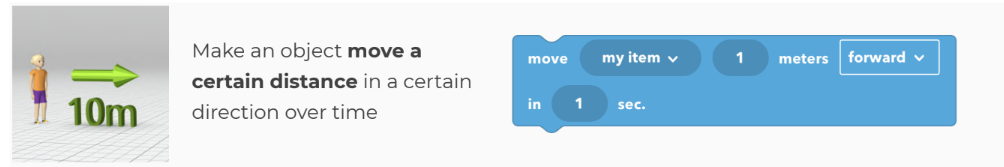 10m
Make an object move a
certain distance in a certain
direction over time
move my item 1 meters forward
in 1 sec.